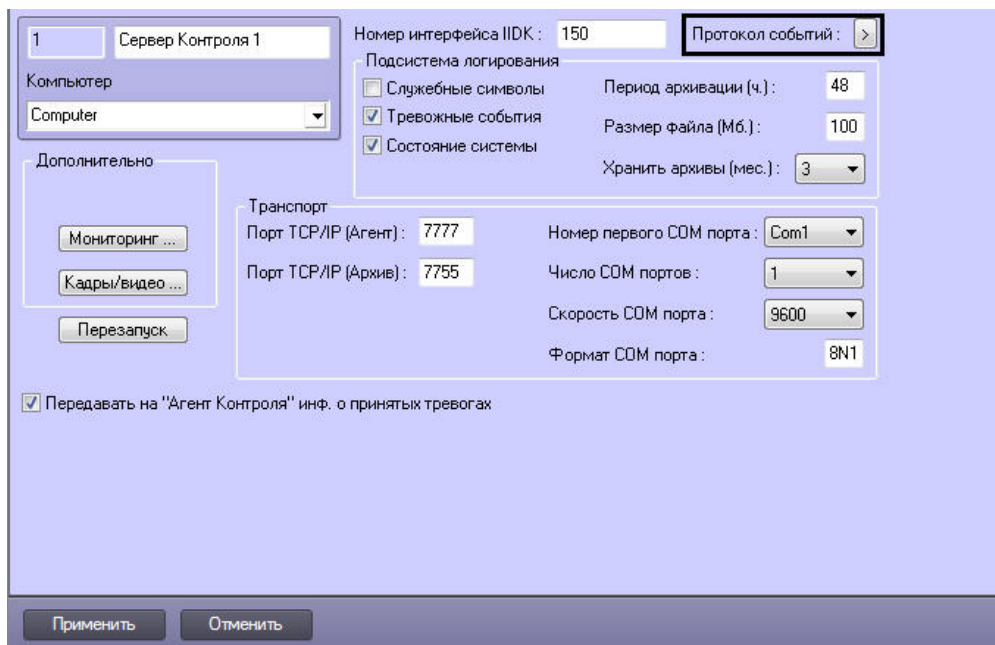 1
Сервер Контроля 1
Компьютер
Computer
Номер интерфейса IIDK : 150
Протокол событий : >
Подсистема логирования
Служебные символы
Тревожные события
Состояние системы
Период архивации (ч.) : 48
Размер файла (Мб.) : 100
Хранить архивы (мес.) : 3
Дополнительно
Мониторинг ...
Кадры/видео ...
Перезапуск
Транспорт
Порт TCP/IP (Агент) : 7777
Порт TCP/IP (Архив) : 7755
Номер первого COM порта : Com1
Число COM портов : 1
Скорость COM порта : 9600
Формат COM порта : 8N1
Передавать на "Агент Контроля" инф. о принятых тревогах
Применить
Отменить